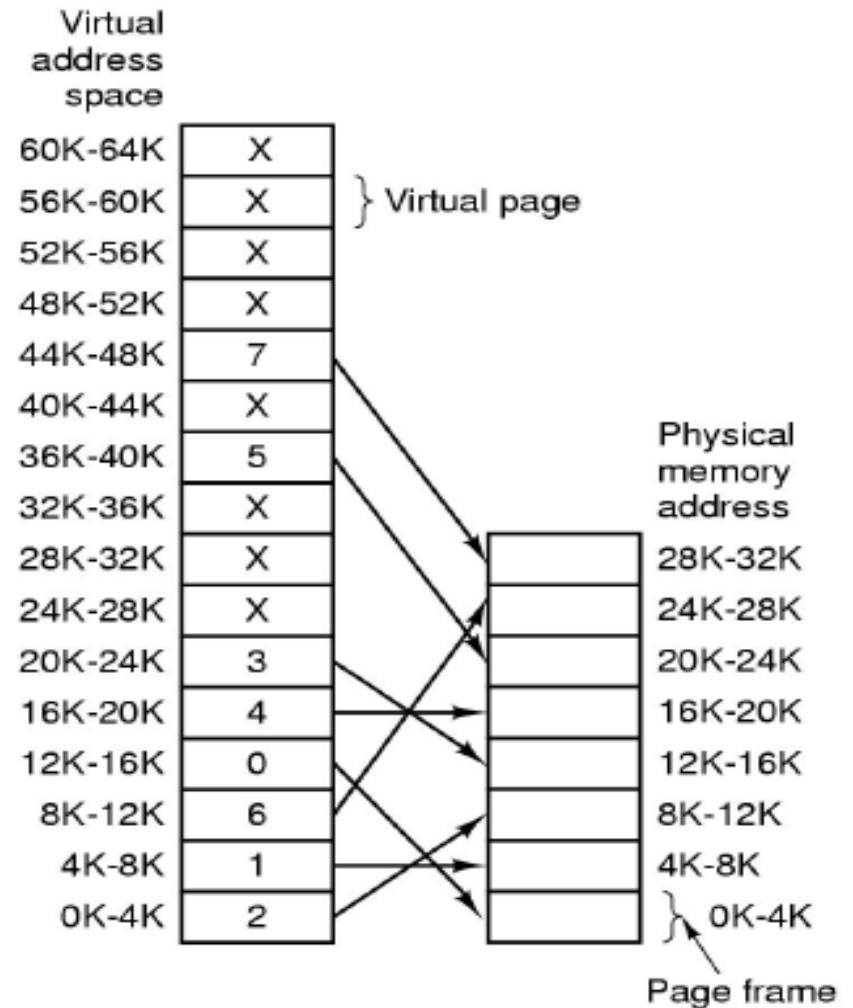 Virtual
address
space
60K-64K X
56K-60K X } Virtual page
52K-56K X
48K-52K X
44K-48K 7
40K-44K X
36K-40K 5
32K-36K X
28K-32K X
24K-28K X
20K-24K 3
16K-20K 4
12K-16K 0
8K-12K 6
4K-8K 1
0K-4K 2
Physical
memory
address
28K-32K
24K-28K
20K-24K
16K-20K
12K-16K
8K-12K
4K-8K
} 0K-4K
Page frame